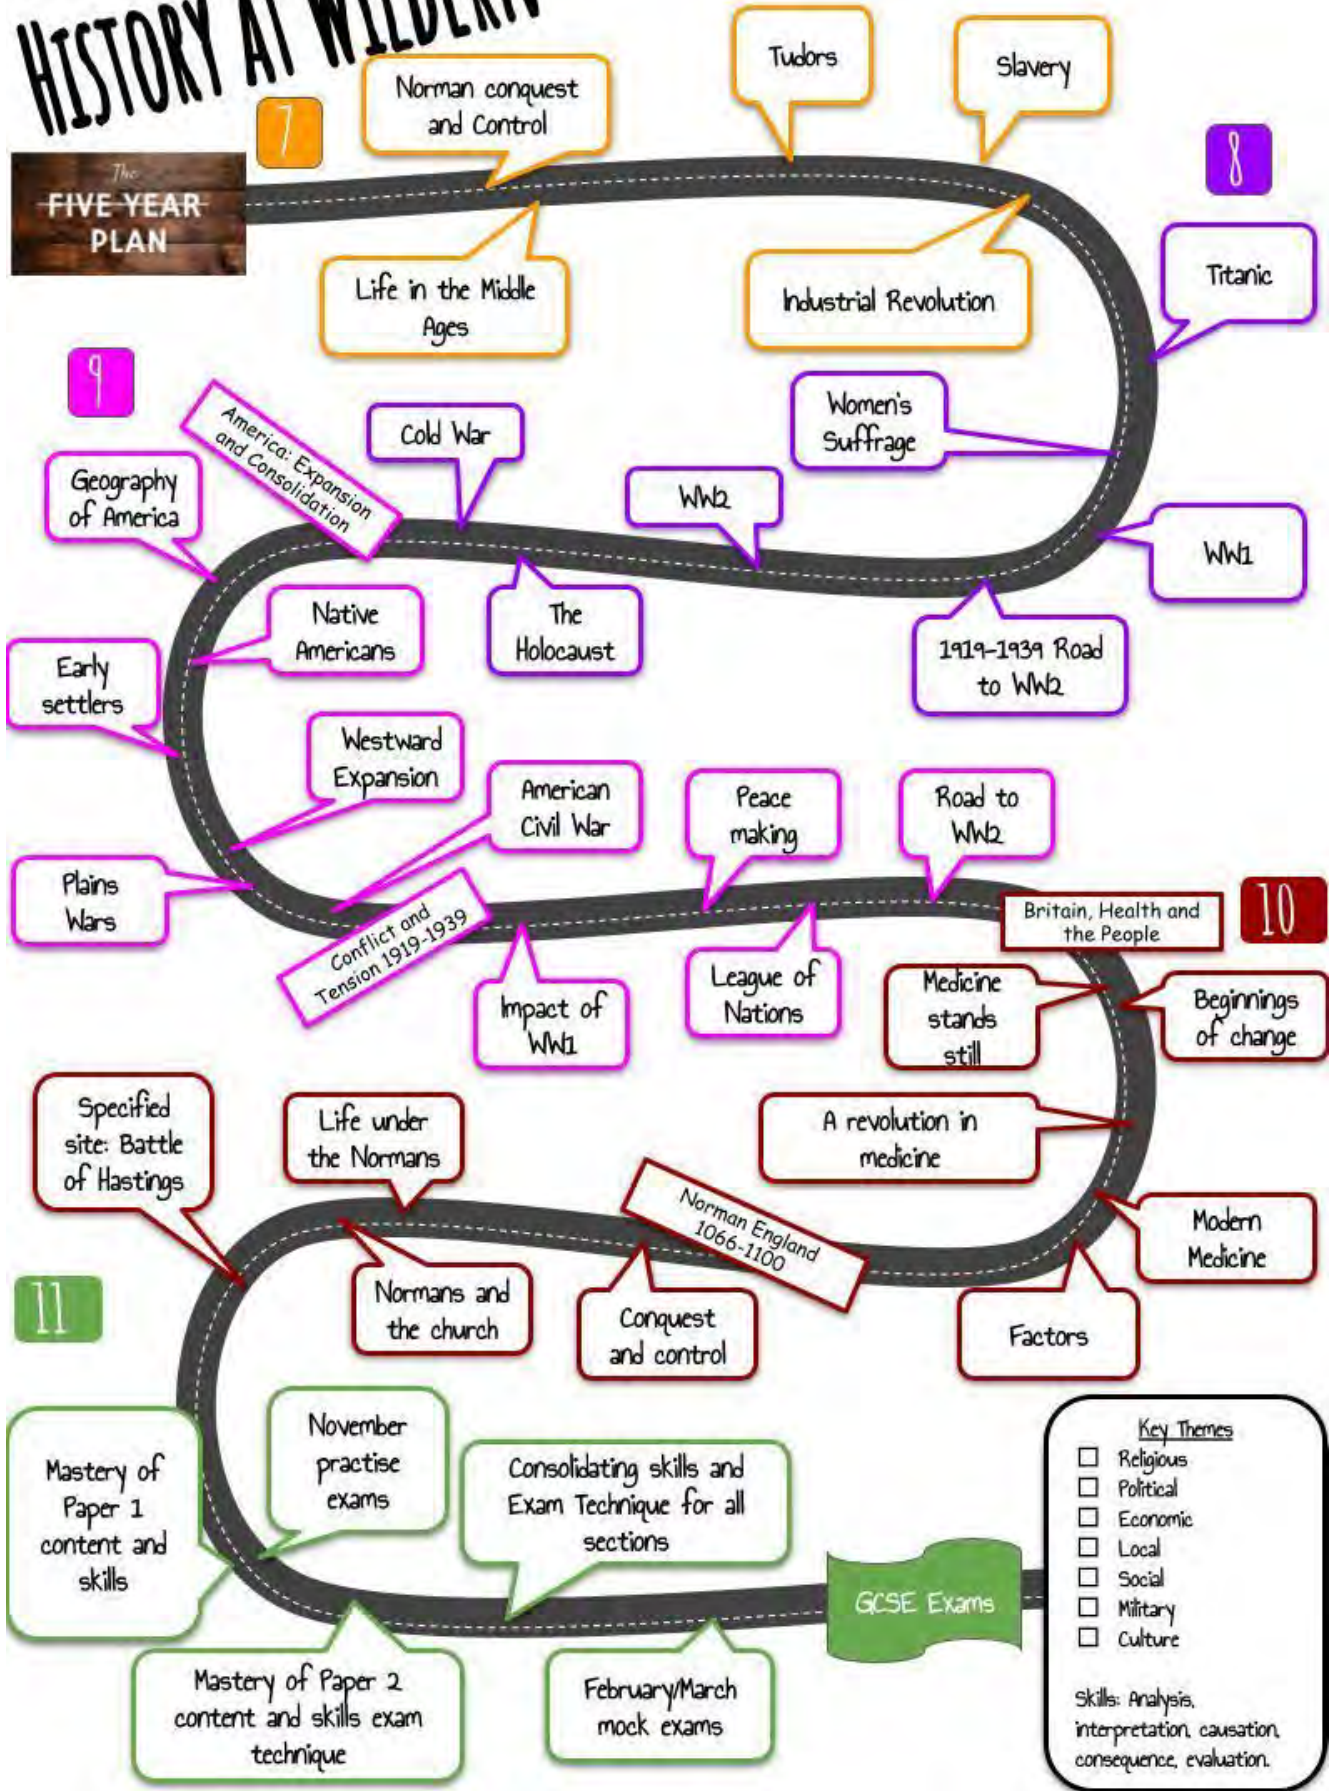 HISTORY AT WILDERN
7
Norman conquest
and Control
Tudors
Slavery
8
The
FIVE YEAR
PLAN
Life in the Middle
Ages
Industrial Revolution
Titanic
9
America: Expansion
and Consolidation
Cold War
Women's
Suffrage
Geography
of America
WW2
WW1
Native
Americans
The
Holocaust
1919-1939 Road
to WW2
Early
settlers
Westward
Expansion
American
Civil War
Peace
making
Road to
WW2
Plains
Wars
Conflict and
Tension 1919-1939
Britain, Health and
the People
10
Impact of
WW1
League of
Nations
Medicine
stands
still
Beginnings
of change
Specified
site: Battle
of Hastings
Life under
the Normans
A revolution in
medicine
Norman England
1066-1100
Modern
Medicine
11
Normans and
the church
Conquest
and control
Factors
Mastery of
Paper 1
content and
skills
November
practise
exams
Consolidating skills and
Exam Technique for all
sections
GCSE Exams
Mastery of Paper 2
content and skills exam
technique
February/March
mock exams
Key Themes
Religious
Political
Economic
Local
Social
Military
Culture
Skills: Analysis,
interpretation, causation,
consequence, evaluation.